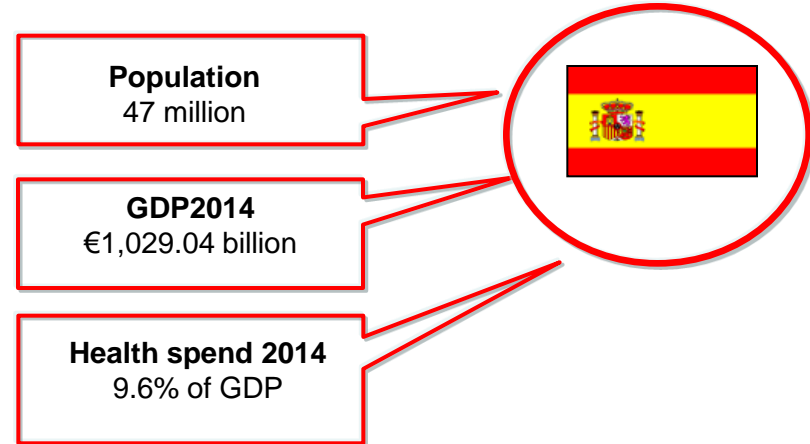 Population
47 million
GDP2014
€1,029.04 billion
Health spend 2014
9.6% of GDP